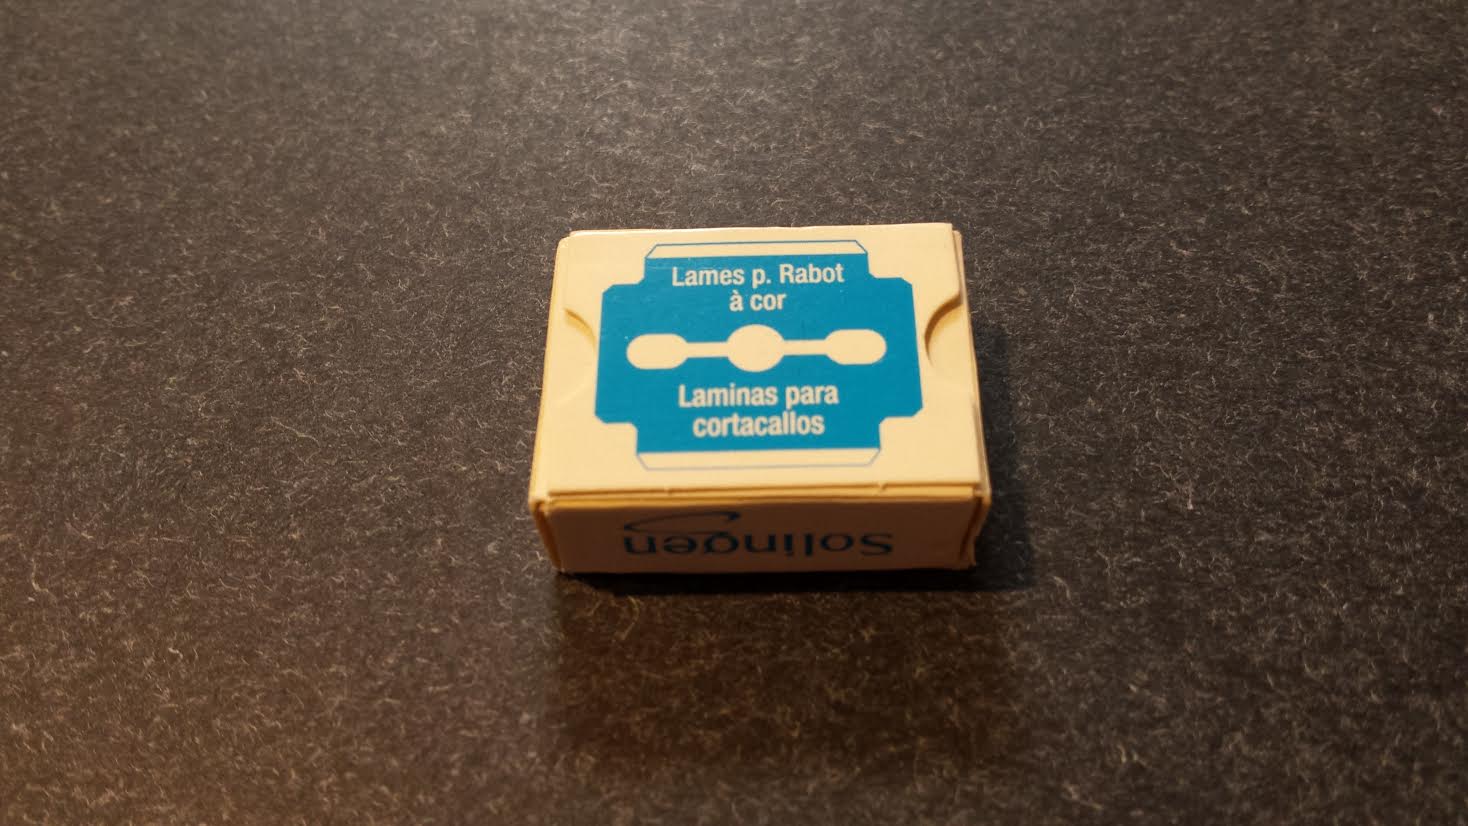 Lames p. Rabot
à cor
Laminas para
cortacallos
Solingen